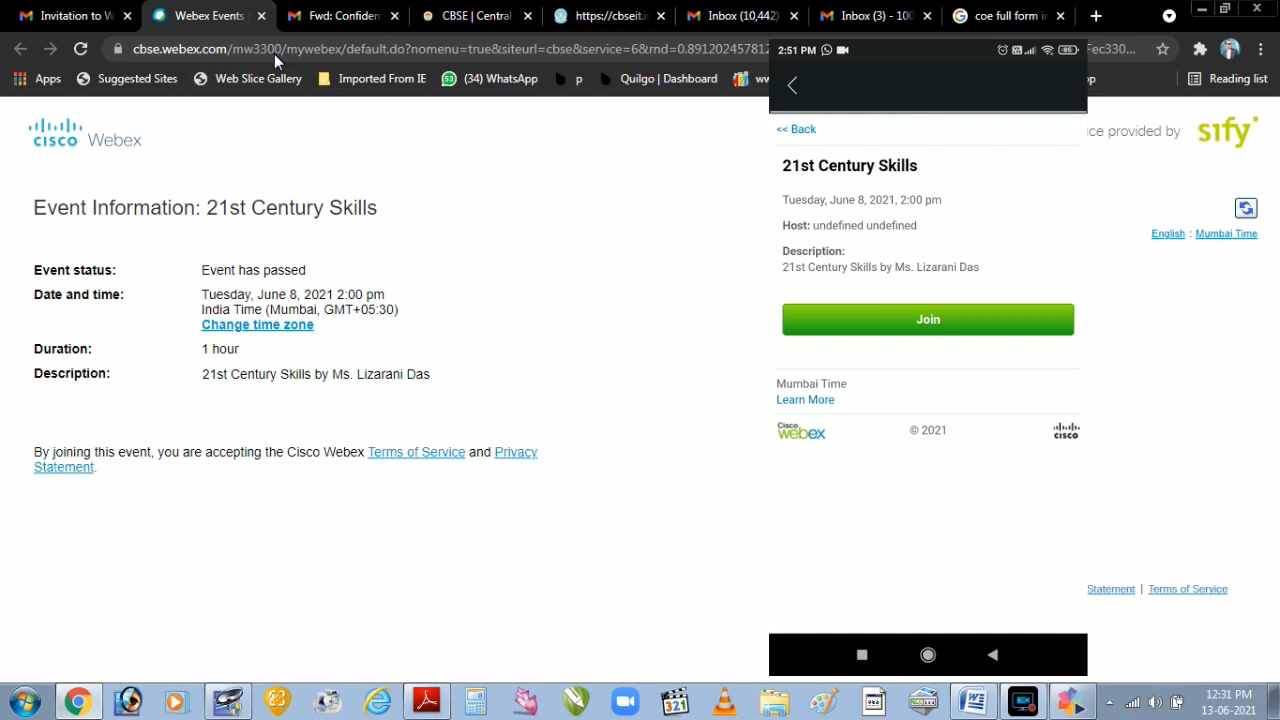 Invitation to W
Webex Events
Fwd: Confident
CBSE | Central
https://cbseit.i
Inbox (10,442)
Inbox (3) - 100
coe full form i
cbse.webex.com/mw3300/mywebex/default.do?nomenu=true&siteurl=cbse&service=6&rnd=0.891202457812
Fec330...
Apps
Suggested Sites
Web Slice Gallery
Imported From IE
(34) WhatsApp
p
Quilgo | Dashboard
Reading list
2:51 PM
85
cisco Webex
ice provided by sify
<< Back
21st Century Skills
Tuesday, June 8, 2021, 2:00 pm
Host: undefined undefined
Description:
21st Century Skills by Ms. Lizarani Das
Join
Mumbai Time
Learn More
Cisco webex
© 2021
cisco
English : Mumbai Time
Event Information: 21st Century Skills
Event status: Event has passed
Date and time: Tuesday, June 8, 2021 2:00 pm
India Time (Mumbai, GMT+05:30)
Change time zone
Duration: 1 hour
Description: 21st Century Skills by Ms. Lizarani Das
By joining this event, you are accepting the Cisco Webex Terms of Service and Privacy
Statement.
Statement | Terms of Service
321
12:31 PM
13-06-2021